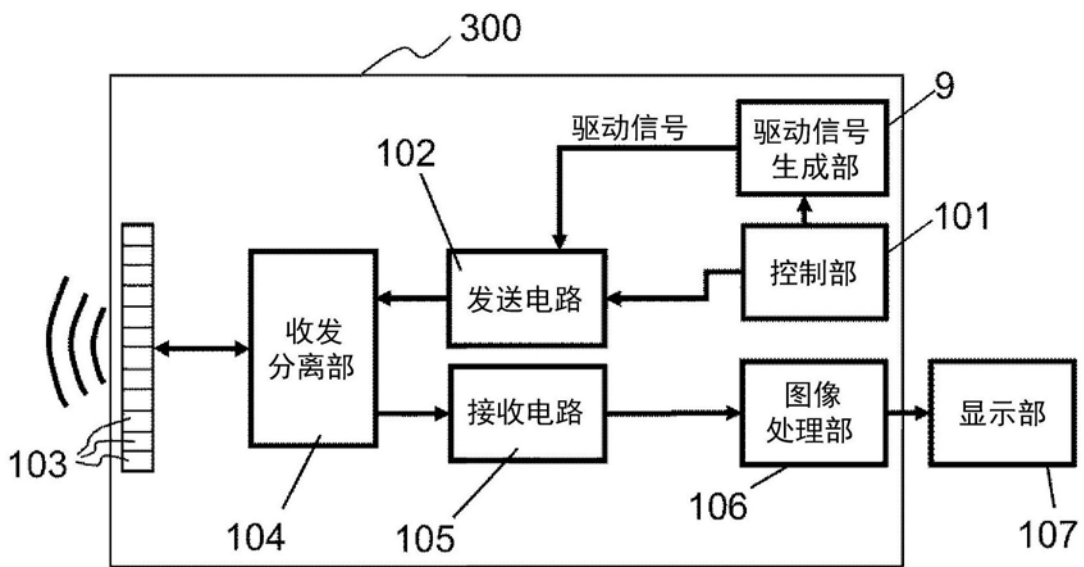 300
9
驱动信号
驱动信号
生成部
102
101
控制部
发送电路
收发
分离部
接收电路
图像
处理部
显示部
103
104
105
106
107